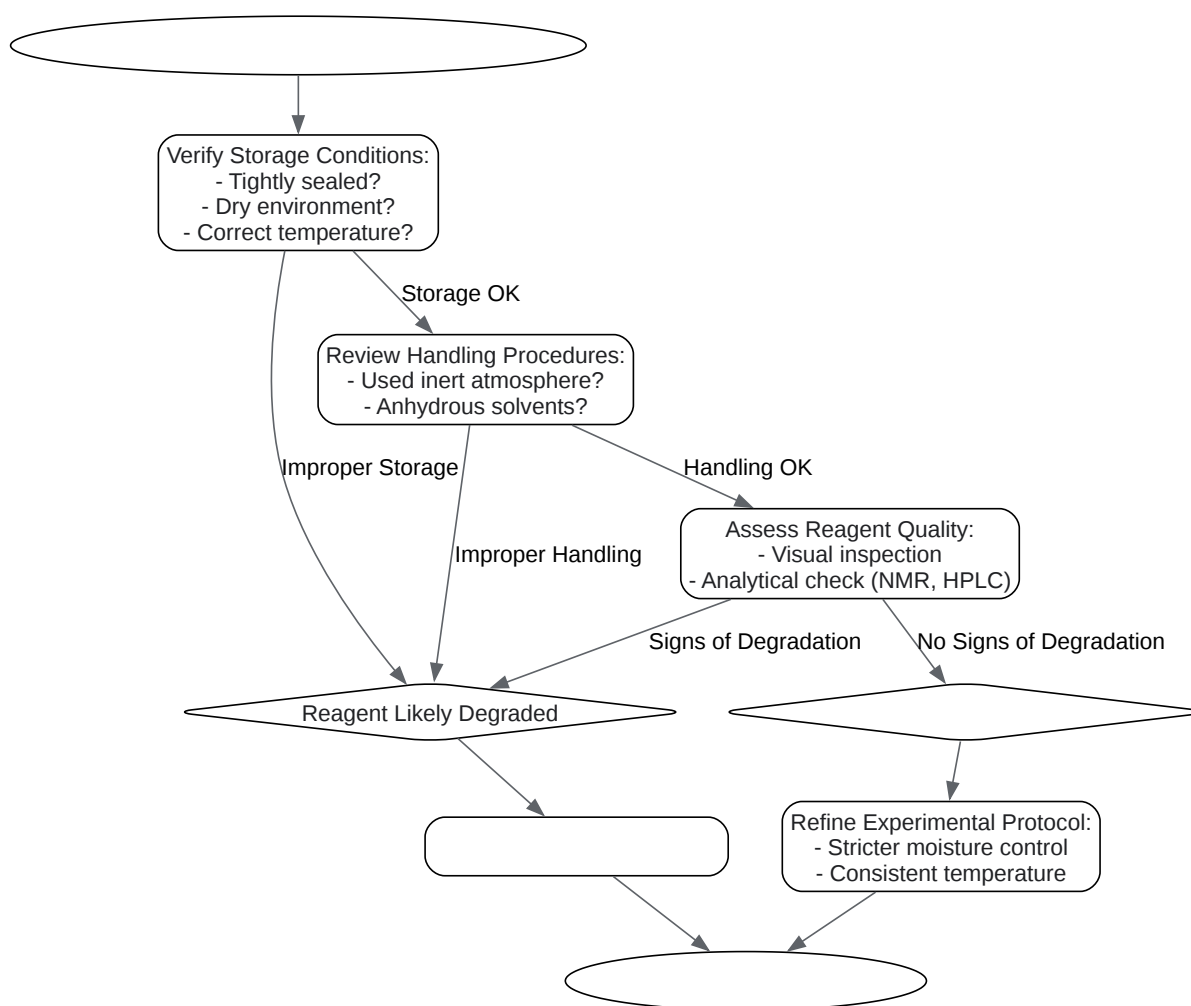 Verify Storage Conditions:
- Tightly sealed?
- Dry environment?
- Correct temperature?
Storage OK
Review Handling Procedures:
- Used inert atmosphere?
- Anhydrous solvents?
Improper Storage
Handling OK
Improper Handling
Assess Reagent Quality:
- Visual inspection
- Analytical check (NMR, HPLC)
Signs of Degradation
No Signs of Degradation
Reagent Likely Degraded
Refine Experimental Protocol:
- Stricter moisture control
- Consistent temperature